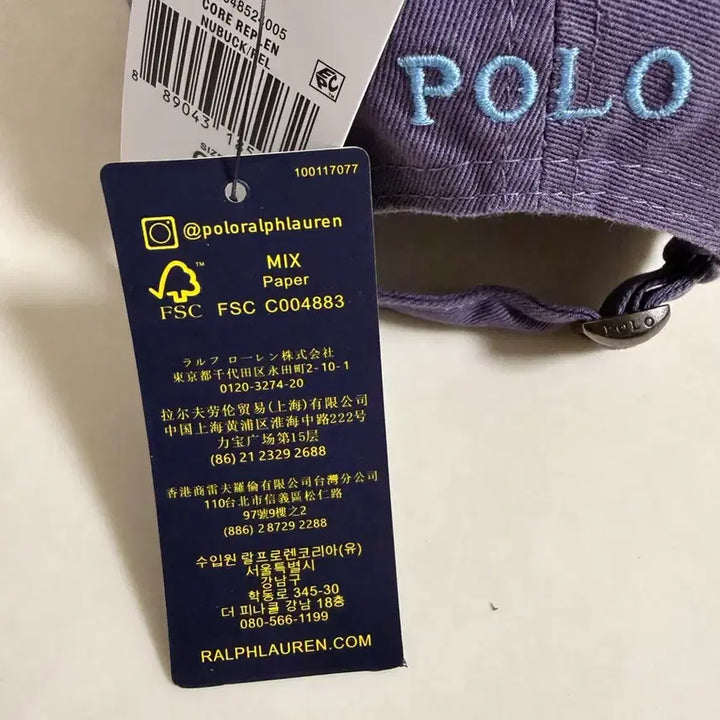 CORE REPLEN
NUBUCK/BEL
EPC
8
89043
POLO
POLO
100117077
@poloralphlauren
MIX
Paper
FSC
FSC C004883
ラルフ ローレン株式会社
東京都千代田区永田町2-10-1
0120-3274-20
拉尔夫劳伦贸易(上海)有限公司
中国上海黄浦区淮海中路222号
力宝广场第15层
(86) 21 2329 2688
香港商雷夫羅倫有限公司台灣分公司
110台北市信義區松仁路
97號9樓之2
(886) 2 8729 2288
수입원 랄프로렌코리아(유)
서울특별시
강남구
학동로 345-30
더 피나클 강남 18층
080-566-1199
RALPHLAUREN.COM